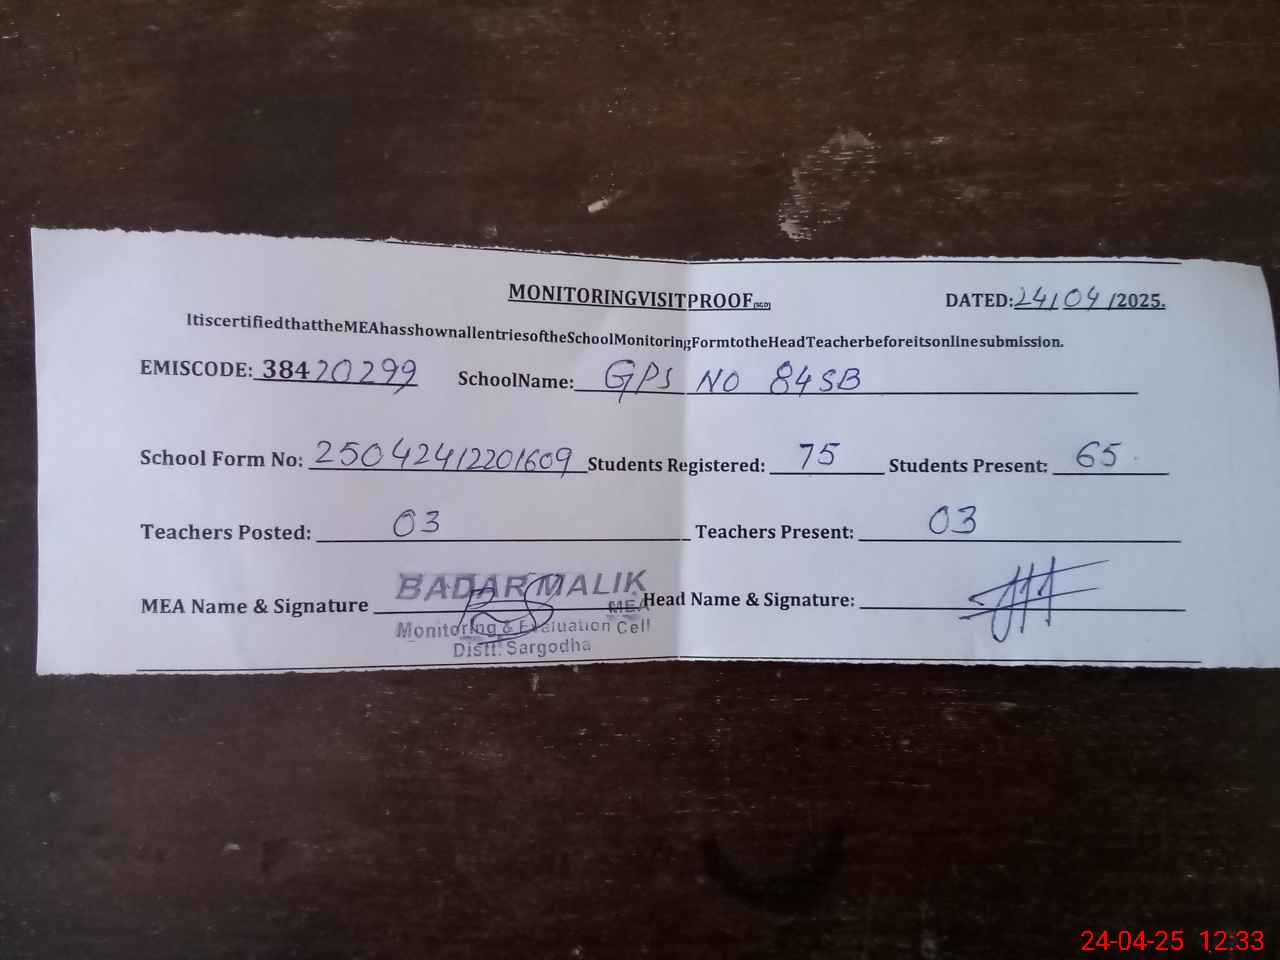 MONITORINGVISITPROOF(SGD) DATED:24/04/2025.
ItiscertifiedthattheMEAhasshownallentriesoftheSchoolMonitoringFormtotheHeadTeacherbeforeitsonlinesubmission.
EMISCODE: 38420299 SchoolName: GPS NO 84SB
School Form No: 25042412201609 Students Registered: 75 Students Present: 65
Teachers Posted: 03 Teachers Present: 03
MEA Name & Signature BADAR MALIK Head Name & Signature:
MEA
Monitoring & Evaluation Cell
Distt. Sargodha
24-04-25 12:33